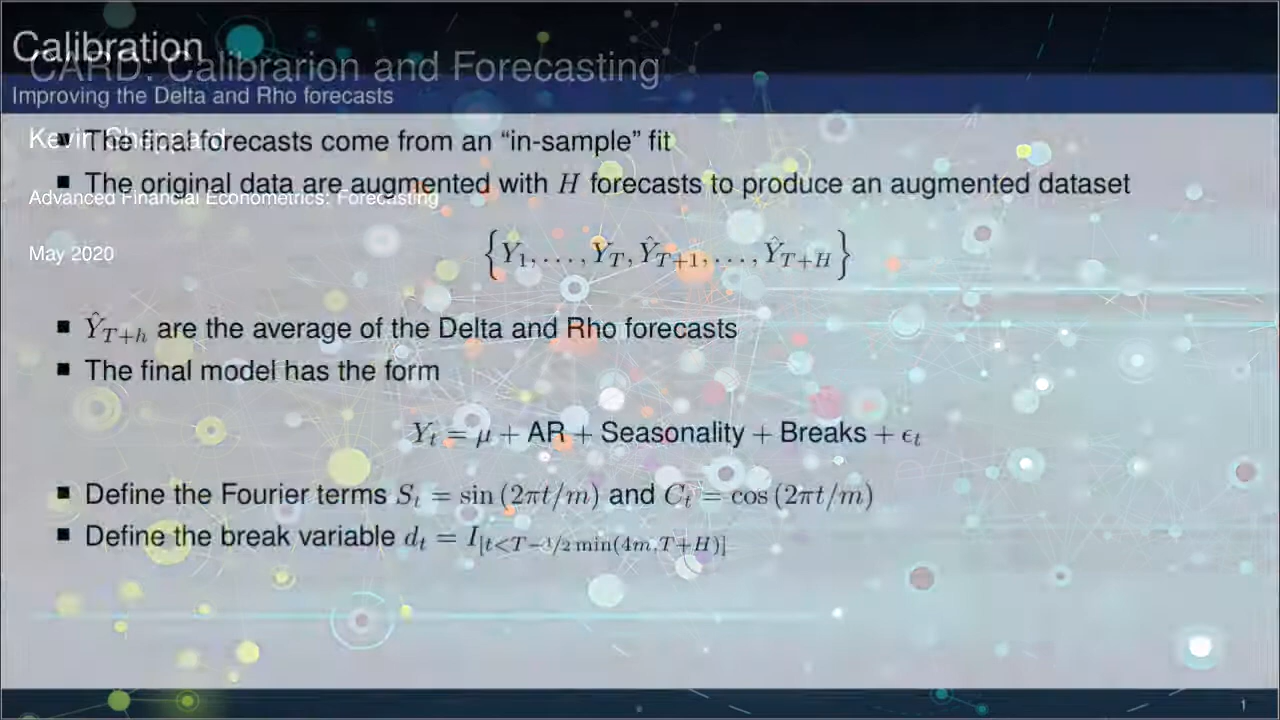 Calibration
CARD: Calibrarion and Forecasting
Improving the Delta and Rho forecasts
Kevin Sheppard
■ The final forecasts come from an “in-sample” fit
■ The original data are augmented with H forecasts to produce an augmented dataset
Advanced Financial Econometrics: Forecasting
May 2020
{Y_1, . . . , Y_T, Ŷ_{T+1}, . . . , Ŷ_{T+H}}
■ Ŷ_{T+h} are the average of the Delta and Rho forecasts
■ The final model has the form
Y_t = μ + AR + Seasonality + Breaks + ϵ_t
■ Define the Fourier terms S_t = sin (2πt/m) and C_t = cos (2πt/m)
■ Define the break variable d_t = I_{[t<T−1/2 min(4m,T+H)]}
1